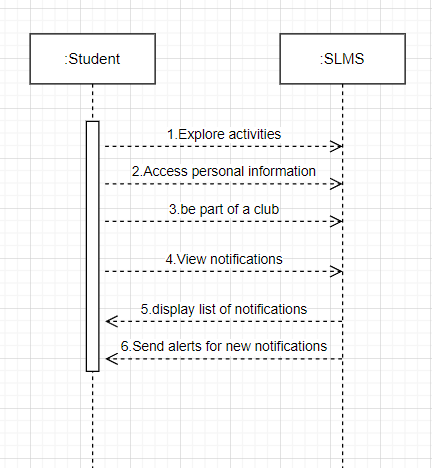 :Student
:SLMS
1.Explore activities
2.Access personal information
3.be part of a club
4.View notifications
5.display list of notifications
6.Send alerts for new notifications